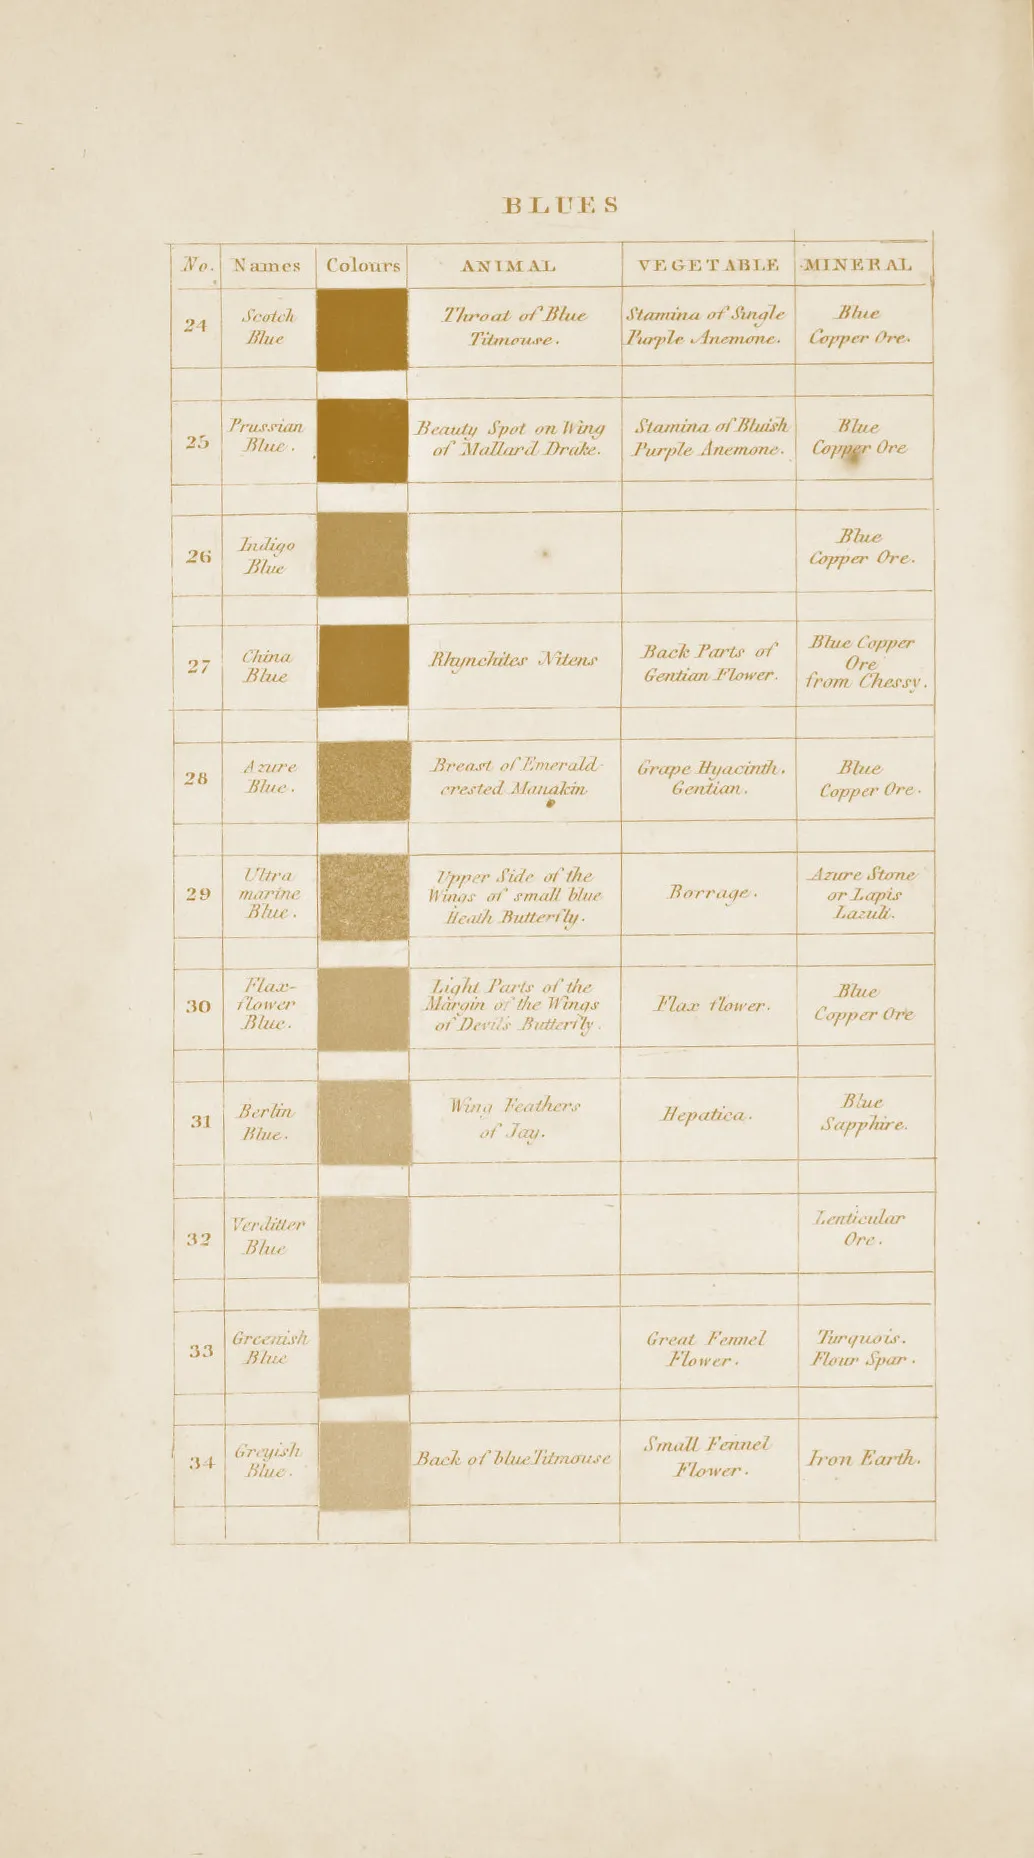 BLUES
No. Names Colours ANIMAL VEGETABLE MINERAL
24 Scotch Blue Throat of Blue Titmouse. Stamina of Single Purple Anemone. Blue Copper Ore.
25 Prussian Blue. Beauty Spot on Wing of Mallard Drake. Stamina of Bluish Purple Anemone. Blue Copper Ore
26 Indigo Blue Blue Copper Ore.
27 China Blue Rhynchites Nitens Back Parts of Gentian Flower. Blue Copper Ore from Chessy.
28 Azure Blue. Breast of Emerald-crested Manakin Grape Hyacinth. Gentian. Blue Copper Ore.
29 Ultra marine Blue. Upper Side of the Wings of small blue Heath Butterfly. Borrage. Azure Stone or Lapis Lazuli.
30 Flax-flower Blue. Light Parts of the Margin of the Wings of Devil's Butterfly. Flax flower. Blue Copper Ore
31 Berlin Blue. Wing Feathers of Jay. Hepatica. Blue Sapphire.
32 Verditter Blue Lenticular Ore.
33 Greenish Blue Great Fennel Flower. Turquois. Flour Spar.
34 Greyish Blue. Back of blue Titmouse Small Fennel Flower. Iron Earth.